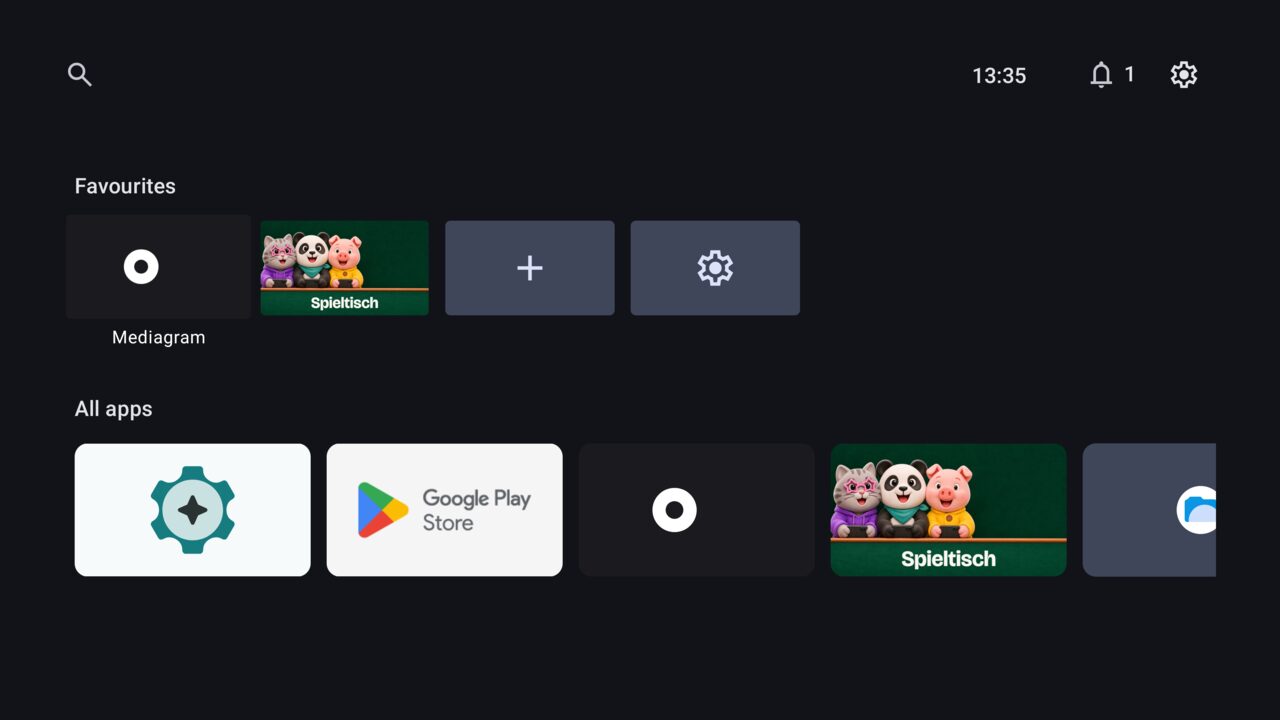 13:35
1
Favourites
Spieltisch
Mediagram
All apps
Google Play
Store
Spieltisch